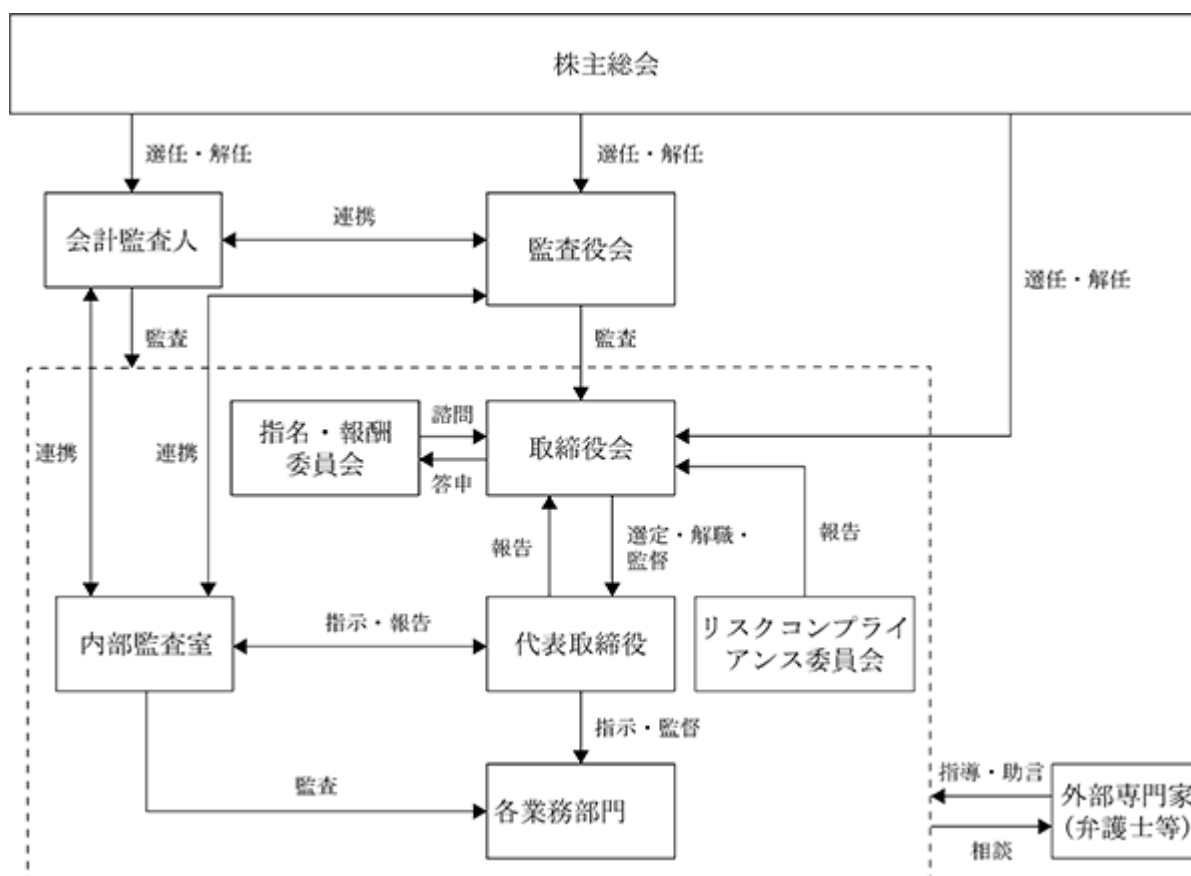 株主総会
選任・解任
選任・解任
選任・解任
会計監査人
連携
監査役会
監査
監査
連携
連携
指名・報酬
委員会
諮問
答申
取締役会
報告
選定・解職・
監督
報告
内部監査室
指示・報告
代表取締役
リスクコンプライ
アンス委員会
指示・監督
監査
各業務部門
指導・助言
相談
外部専門家
(弁護士等)